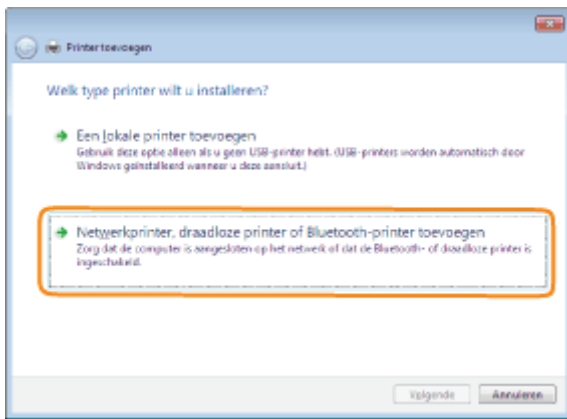 Printer toevoegen
Welk type printer wilt u installeren?
Een lokale printer toevoegen
Gebruik deze optie alleen als u geen USB-printer hebt. (USB-printers worden automatisch door
Windows geïnstalleerd wanneer u deze aansluit.)
Netwerkprinter, draadloze printer of Bluetooth-printer toevoegen
Zorg dat de computer is aangesloten op het netwerk of dat de Bluetooth- of draadloze printer is
ingeschakeld.
Volgende
Annuleren